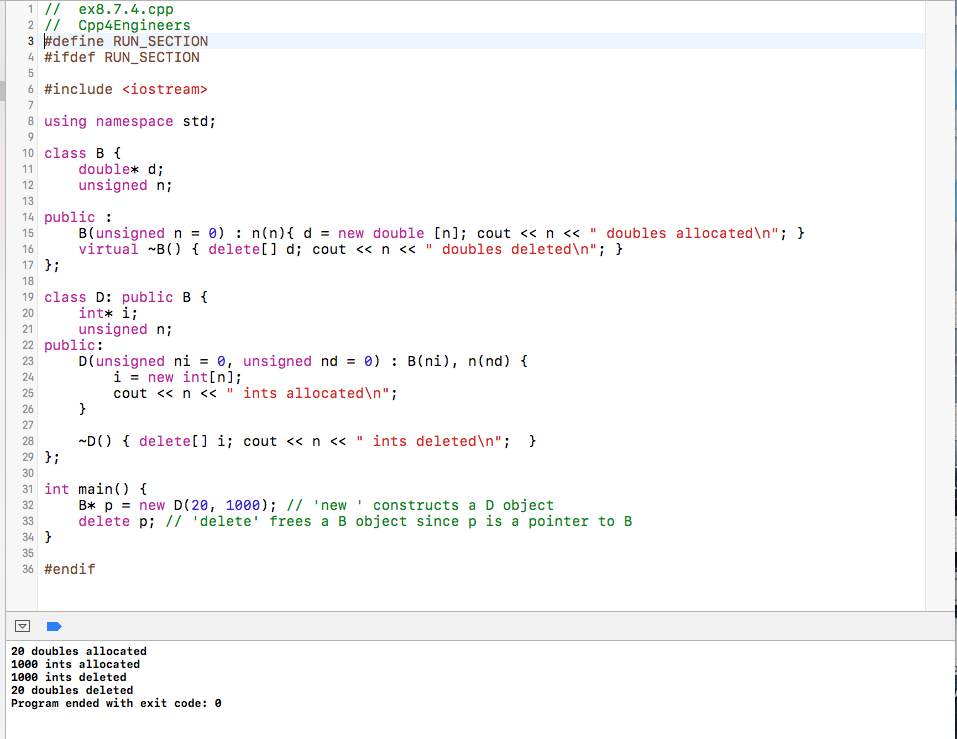 1 //  ex8.7.4.cpp
2 //  Cpp4Engineers
3 #define RUN_SECTION
4 #ifdef RUN_SECTION
5
6 #include <iostream>
7
8 using namespace std;
9
10 class B {
11     double* d;
12     unsigned n;
13
14 public :
15     B(unsigned n = 0) : n(n){ d = new double [n]; cout << n << " doubles allocated\n"; }
16     virtual ~B() { delete[] d; cout << n << " doubles deleted\n"; }
17 };
18
19 class D: public B {
20     int* i;
21     unsigned n;
22 public:
23     D(unsigned ni = 0, unsigned nd = 0) : B(ni), n(nd) {
24         i = new int[n];
25         cout << n << " ints allocated\n";
26     }
27
28     ~D() { delete[] i; cout << n << " ints deleted\n";  }
29 };
30
31 int main() {
32     B* p = new D(20, 1000); // 'new ' constructs a D object
33     delete p; // 'delete' frees a B object since p is a pointer to B
34 }
35
36 #endif
20 doubles allocated
1000 ints allocated
1000 ints deleted
20 doubles deleted
Program ended with exit code: 0